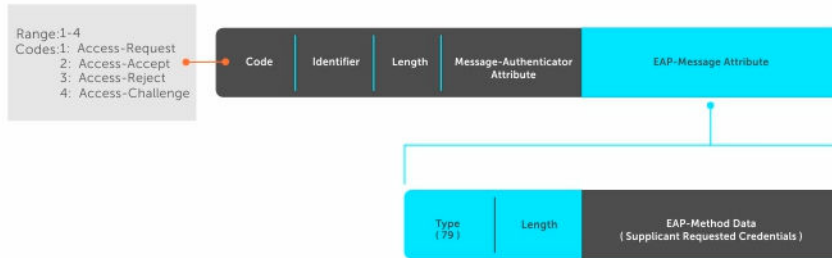 Range:1-4
Codes:1: Access-Request
2: Access-Accept
3: Access-Reject
4: Access-Challenge
Code
Identifier
Length
Message-Authenticator
Attribute
EAP-Message Attribute
Type
( 79 )
Length
EAP-Method Data
( Supplicant Requested Credentials )